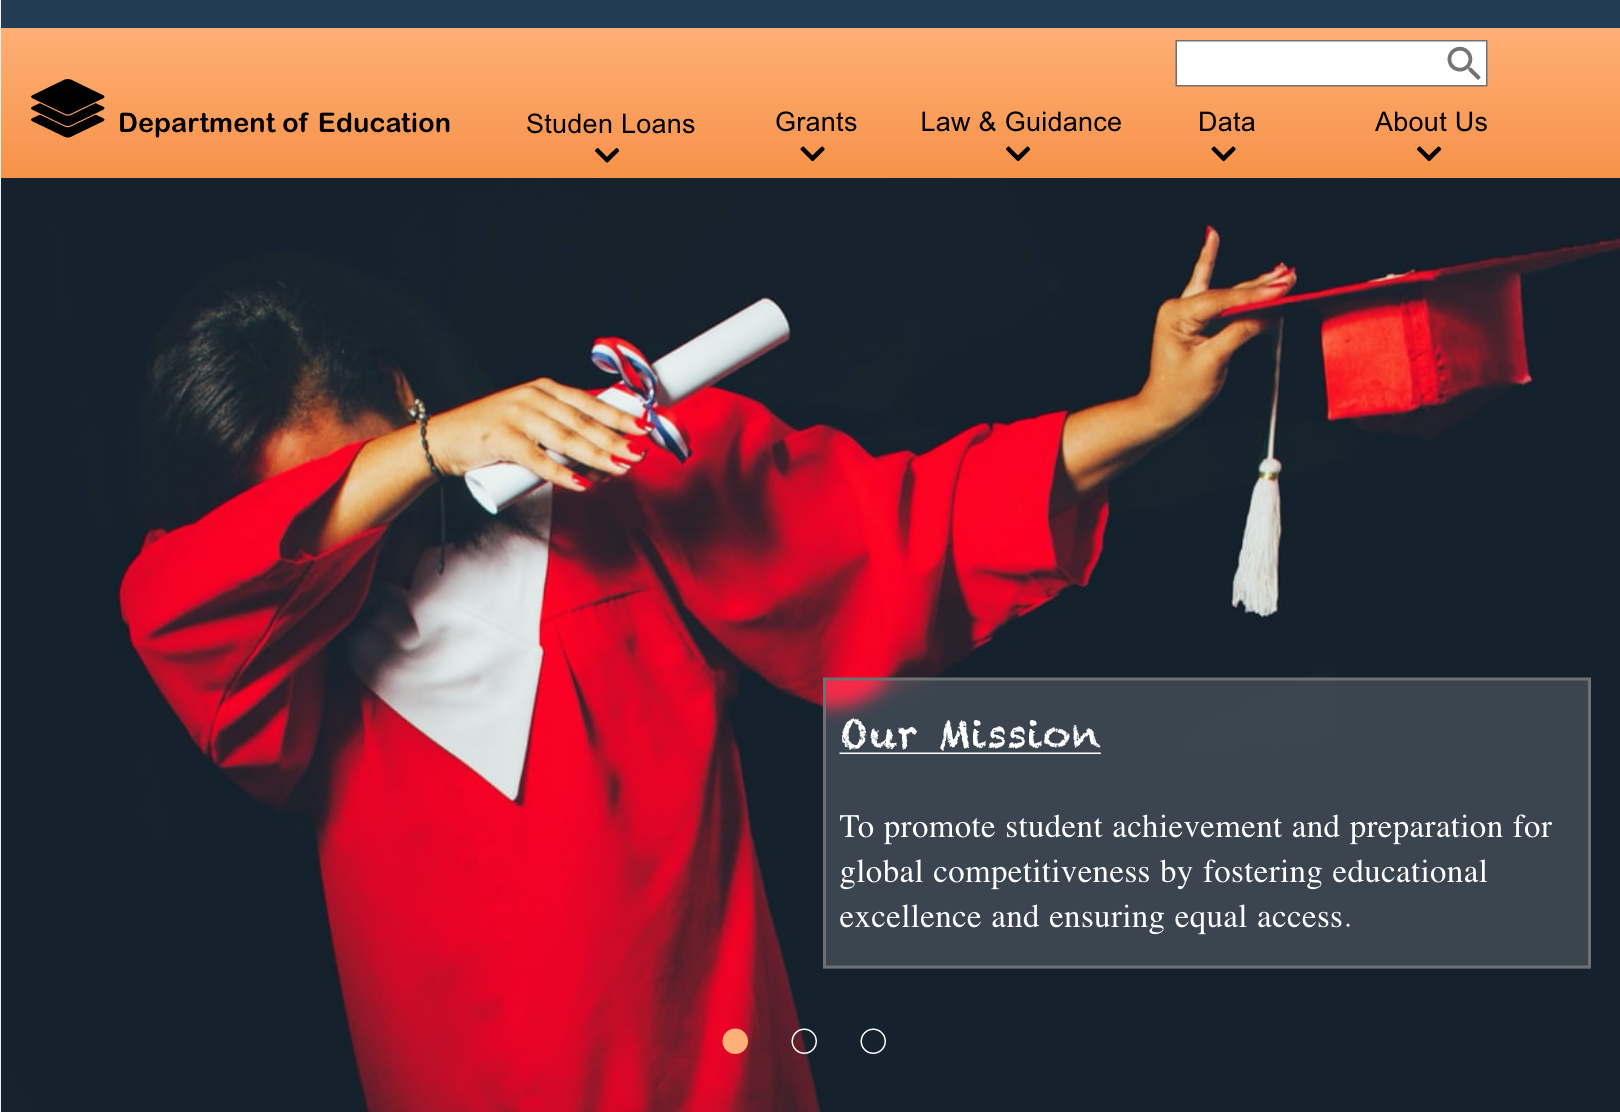 Department of Education
Studen Loans
Grants
Law & Guidance
Data
About Us
Our Mission
To promote student achievement and preparation for
global competitiveness by fostering educational
excellence and ensuring equal access.